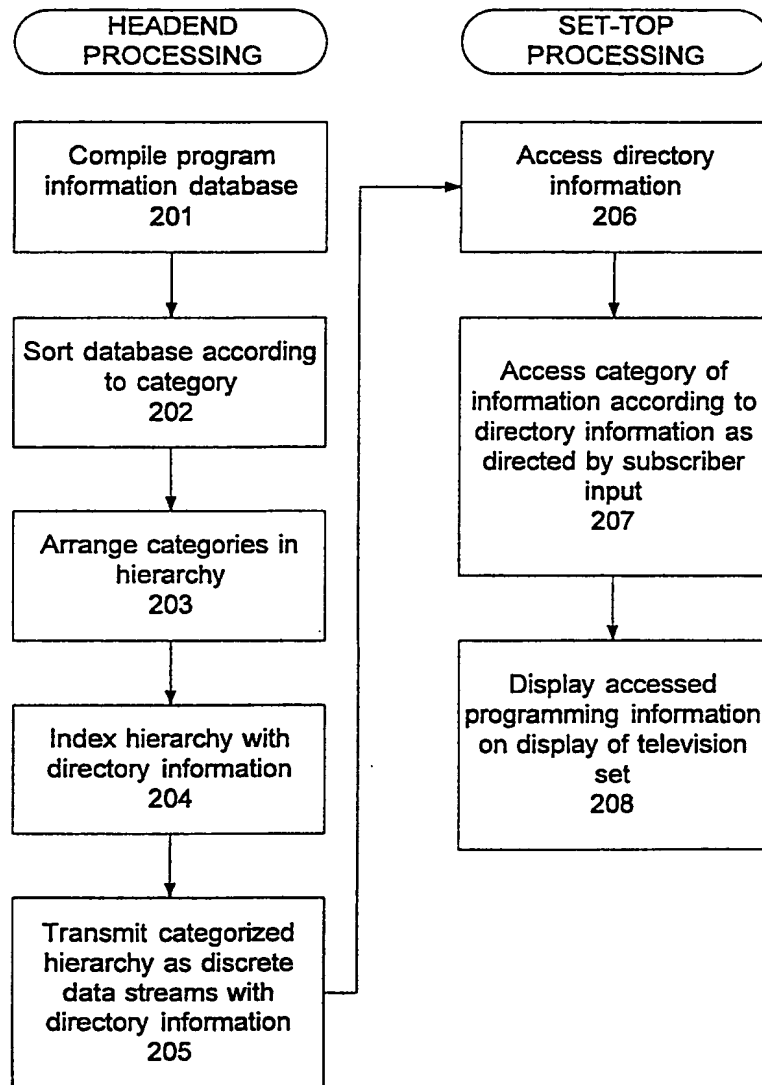 HEADEND
PROCESSING
Compile program
information database
201
Sort database according
to category
202
Arrange categories in
hierarchy
203
Index hierarchy with
directory information
204
Transmit categorized
hierarchy as discrete
data streams with
directory information
205
SET-TOP
PROCESSING
Access directory
information
206
Access category of
information according to
directory information as
directed by subscriber
input
207
Display accessed
programming information
on display of television
set
208